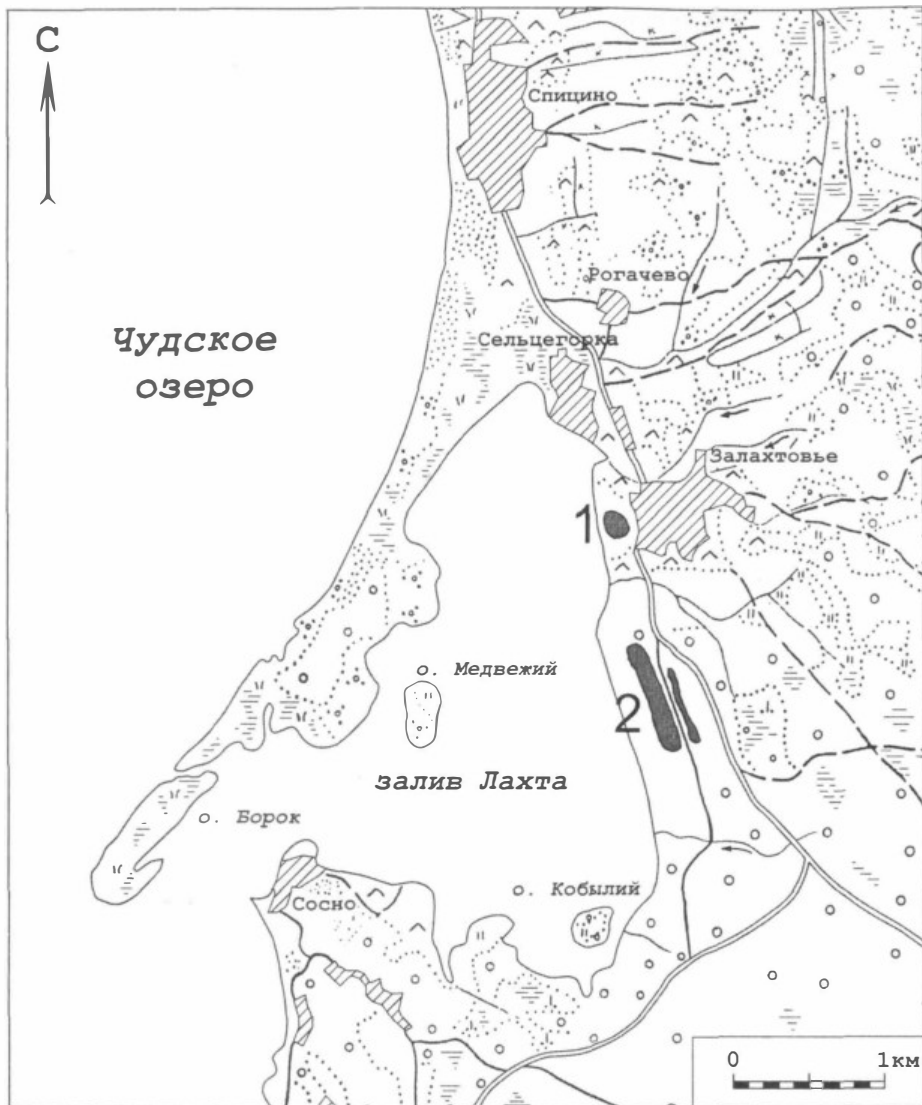 С
Спицино
Рогачево
Сельцегорка
Чудское
озеро
Залахтовье
1
о. Медвежий
2
залив Лахта
о. Борок
о. Кобылий
Сосно
0 1км